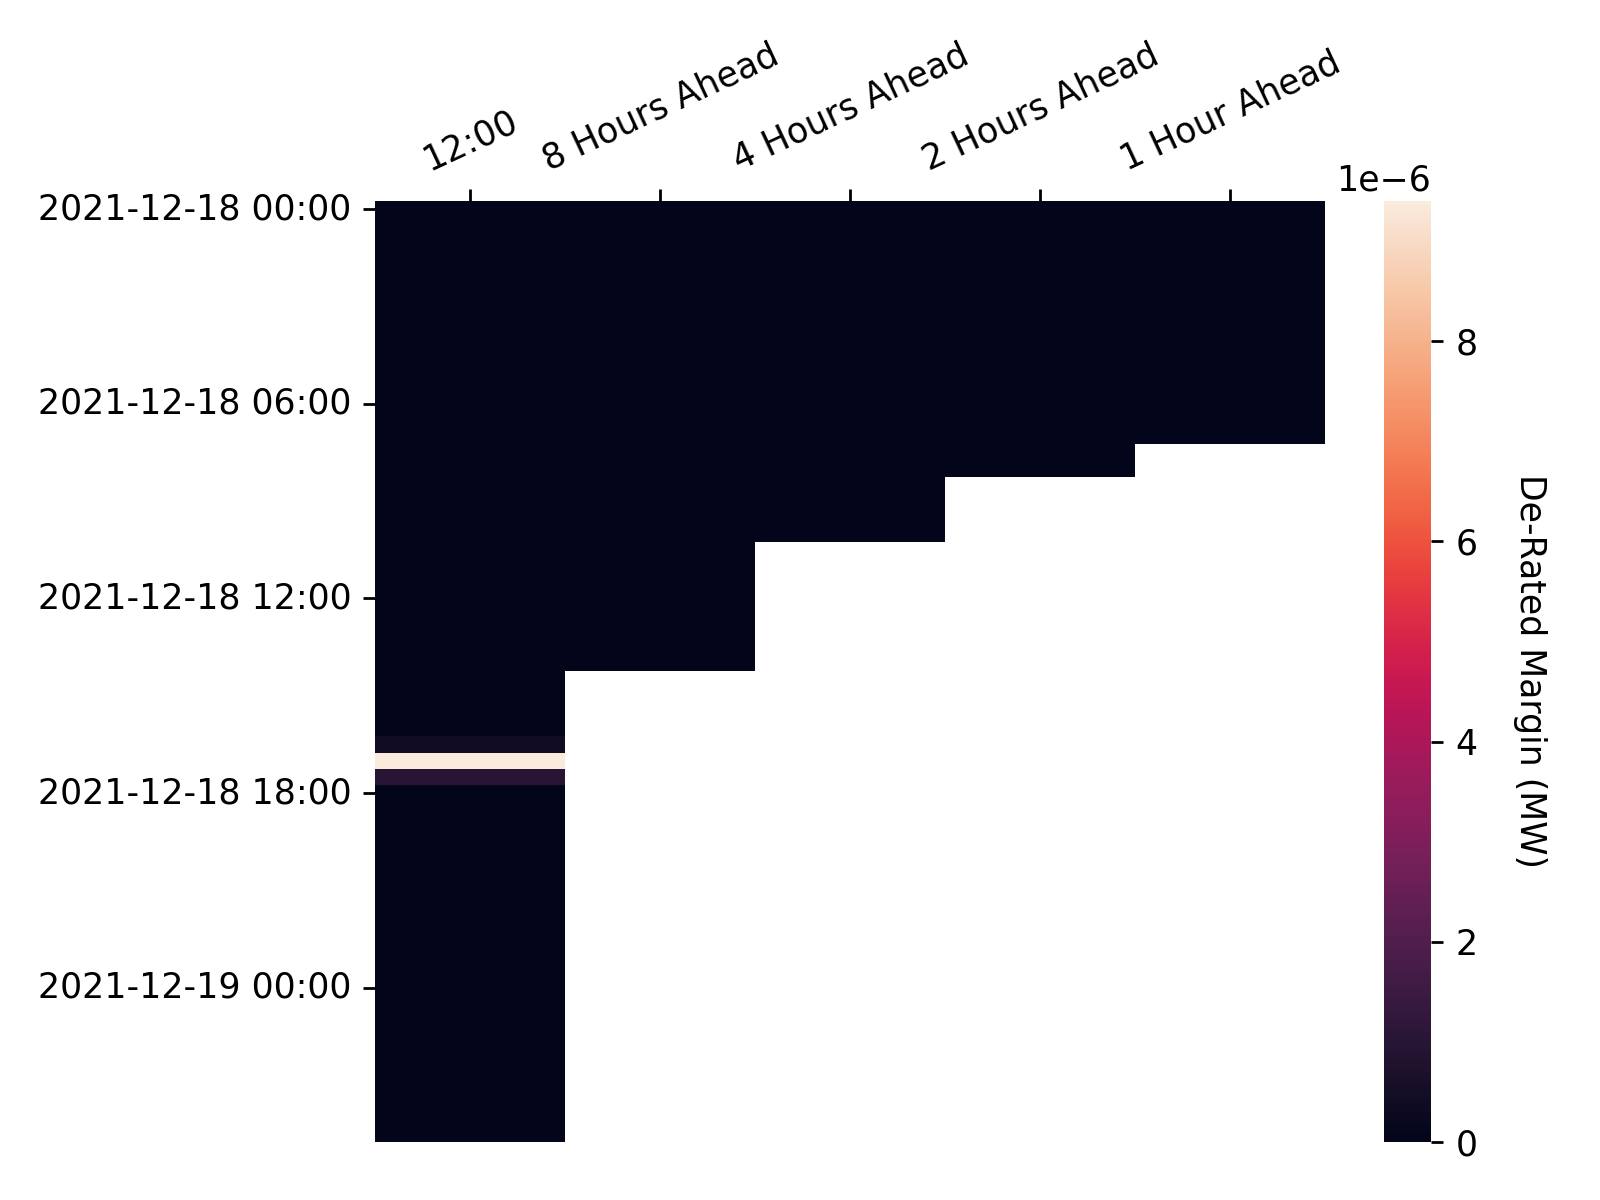 12:00
8 Hours Ahead
4 Hours Ahead
2 Hours Ahead
1 Hour Ahead
1e−6
2021-12-18 00:00
2021-12-18 06:00
2021-12-18 12:00
2021-12-18 18:00
2021-12-19 00:00
8
6
4
2
0
De-Rated Margin (MW)